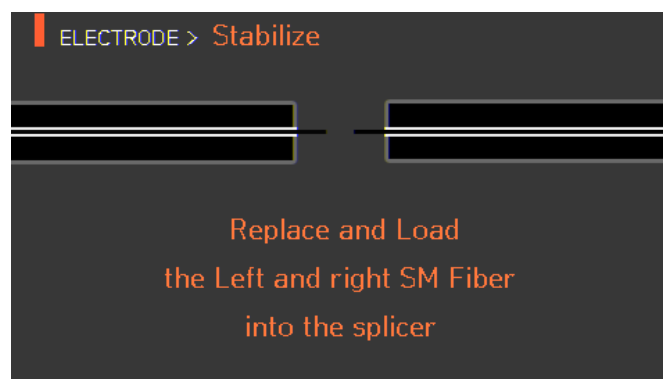 ELECTRODE > Stabilize
Replace and Load
the Left and right SM Fiber
into the splicer